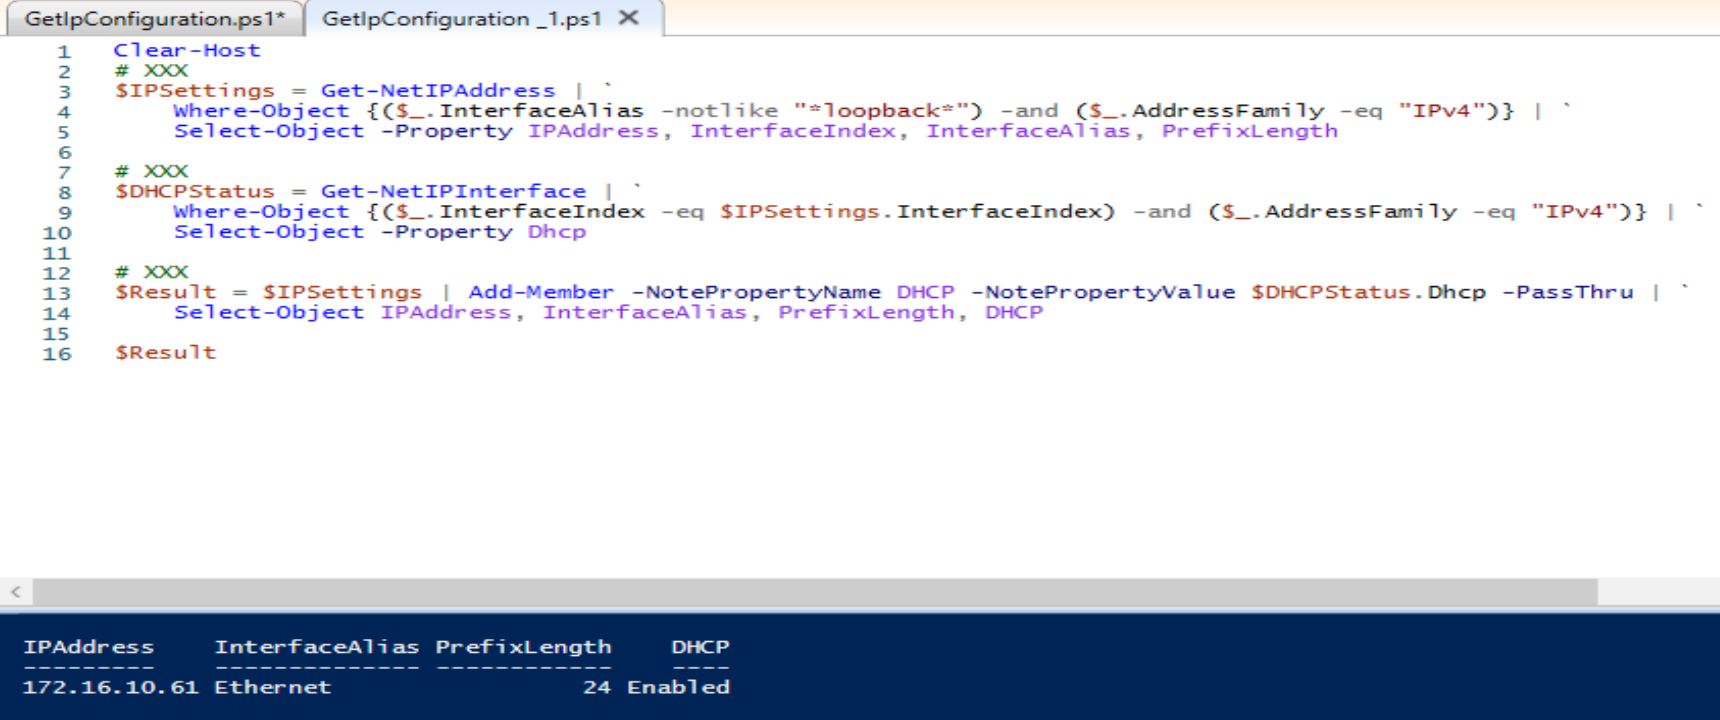 GetIpConfiguration.ps1* GetIpConfiguration _1.ps1 ✕
1 Clear-Host
2 # XXX
3 $IPSettings = Get-NetIPAddress | `
4 Where-Object {($_.InterfaceAlias -notlike "*loopback*") -and ($_.AddressFamily -eq "IPv4")} | `
5 Select-Object -Property IPAddress, InterfaceIndex, InterfaceAlias, PrefixLength
6
7 # XXX
8 $DHCPStatus = Get-NetIPInterface | `
9 Where-Object {($_.InterfaceIndex -eq $IPSettings.InterfaceIndex) -and ($_.AddressFamily -eq "IPv4")} | `
10 Select-Object -Property Dhcp
11
12 # XXX
13 $Result = $IPSettings | Add-Member -NotePropertyName DHCP -NotePropertyValue $DHCPStatus.Dhcp -PassThru | `
14 Select-Object IPAddress, InterfaceAlias, PrefixLength, DHCP
15
16 $Result
IPAddress InterfaceAlias PrefixLength DHCP
--------- -------------- ------------ ----
172.16.10.61 Ethernet 24 Enabled